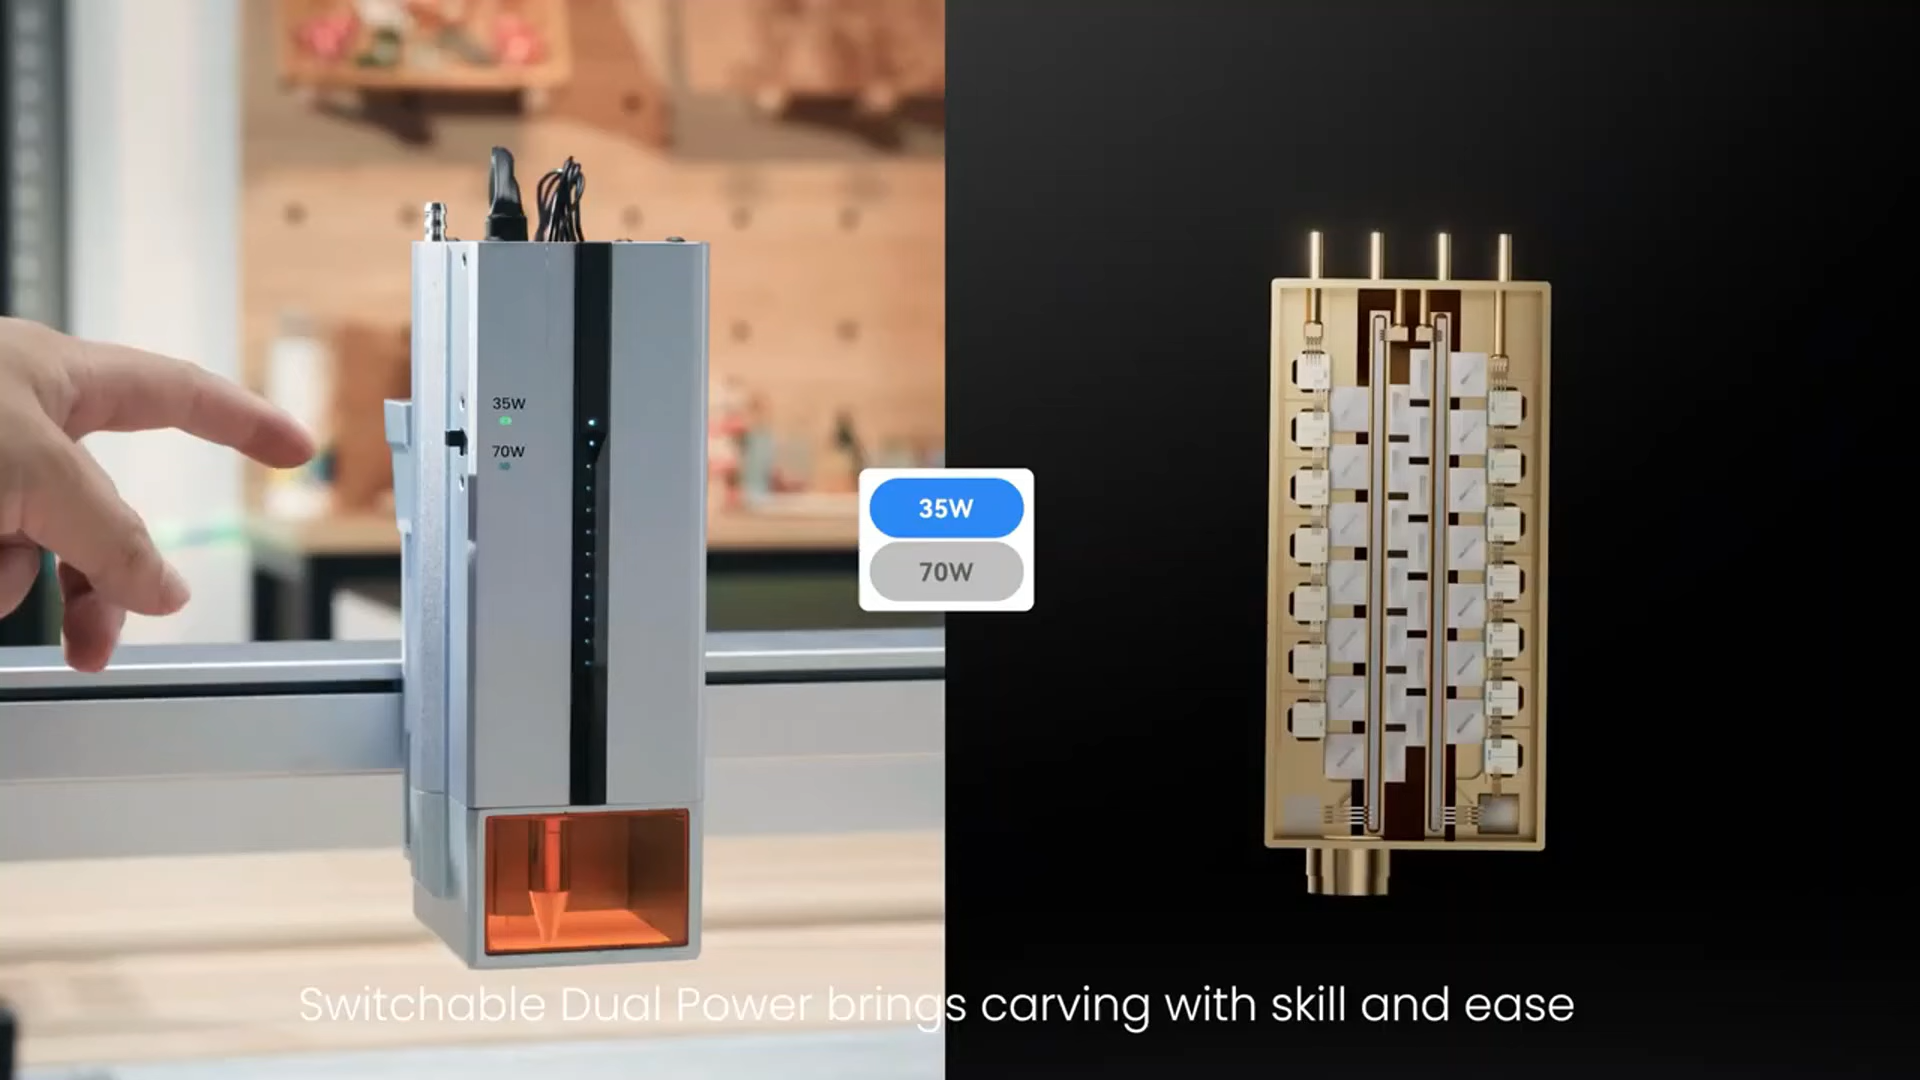 35W
70W
35W
70W
Switchable Dual Power brings carving with skill and ease